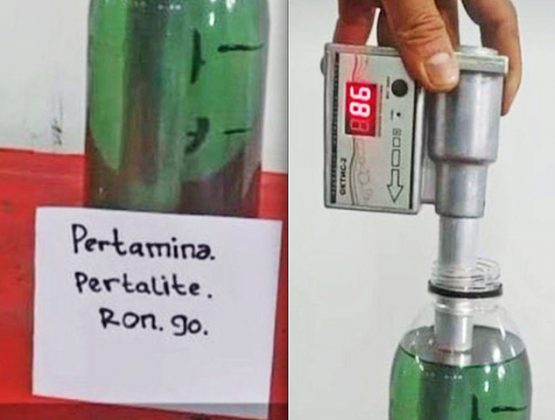 Pertamina.
Pertalite.
Ron. 90.
86
ОКТИС-2